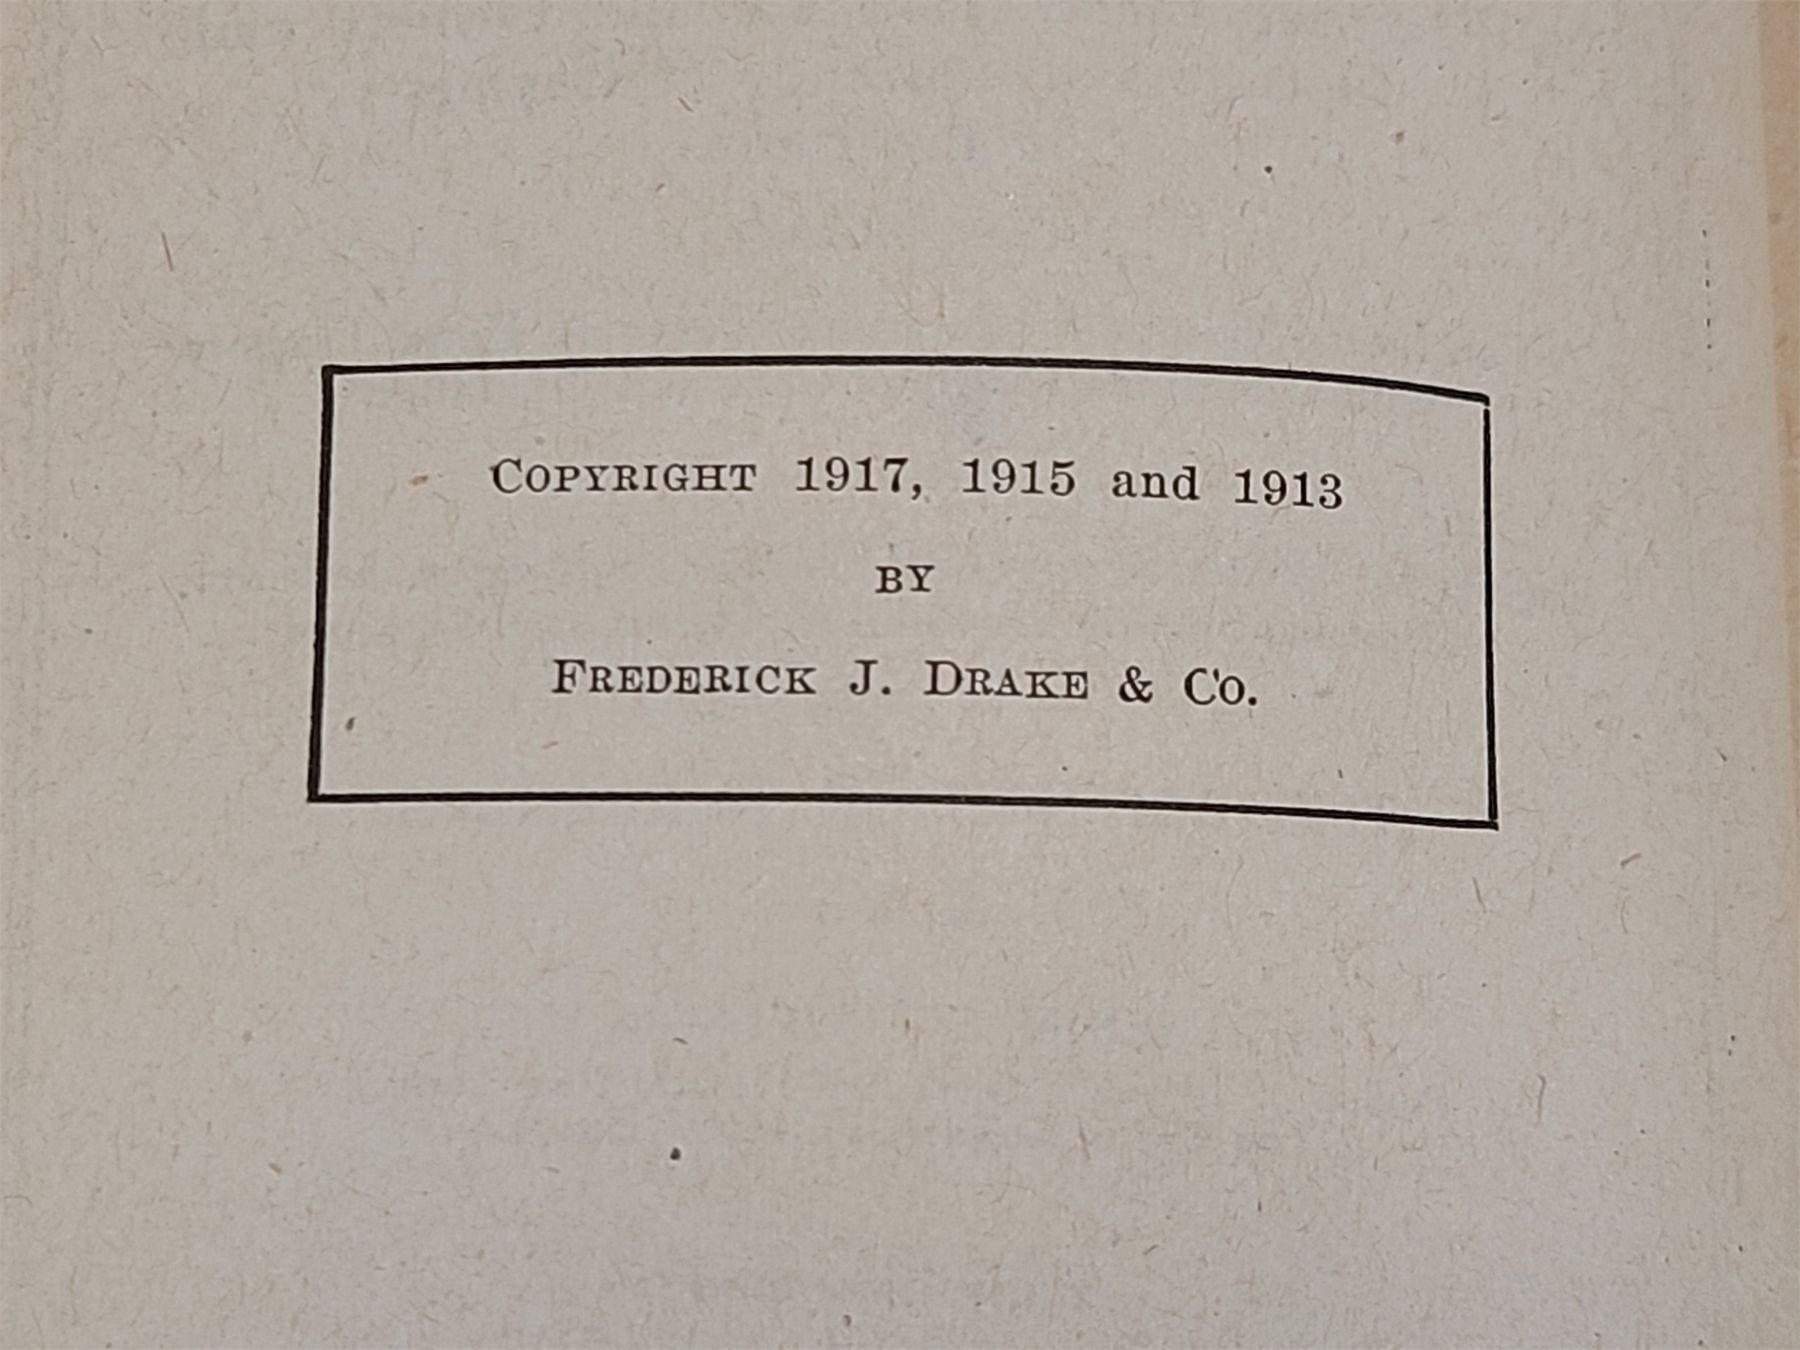 Copyright 1917, 1915 and 1913
BY
Frederick J. Drake & Co.